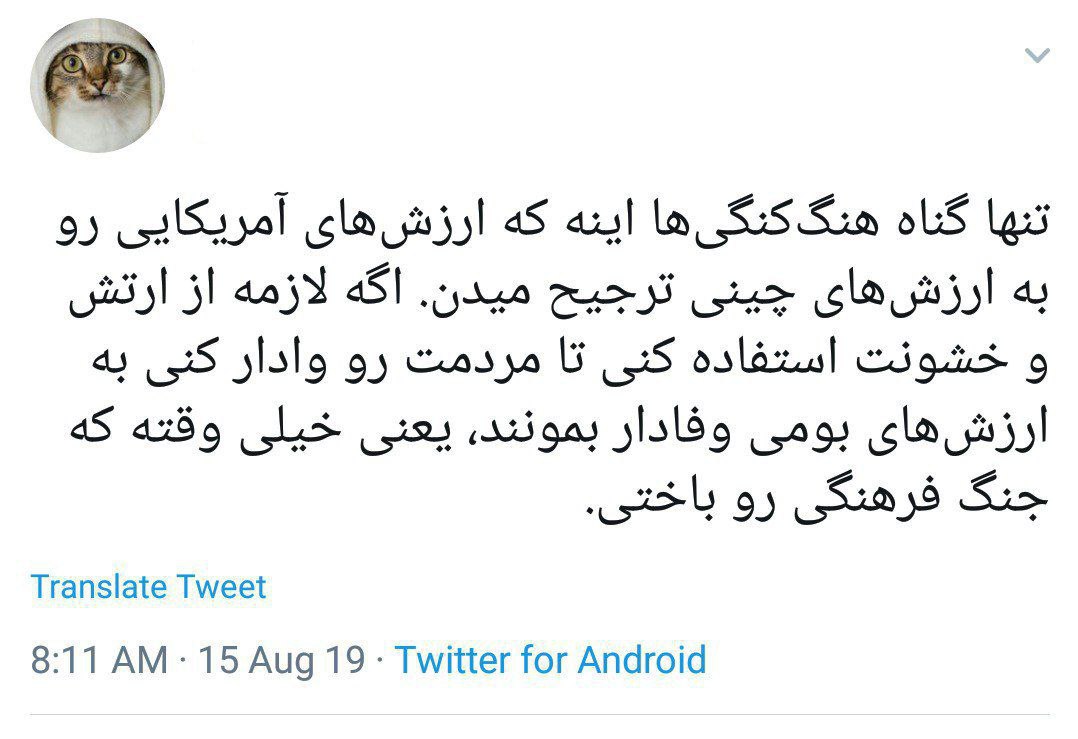 تنها گناه هنگ‌کنگی‌ها اینه که ارزش‌های آمریکایی رو
به ارزش‌های چینی ترجیح میدن. اگه لازمه از ارتش
و خشونت استفاده کنی تا مردمت رو وادار کنی به
ارزش‌های بومی وفادار بمونند، یعنی خیلی وقته که
جنگ فرهنگی رو باختی.
Translate Tweet
8:11 AM · 15 Aug 19 · Twitter for Android